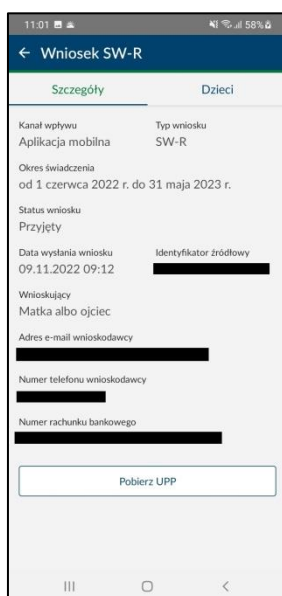 11:01 58%
← Wniosek SW-R
Szczegóły Dzieci
Kanał wpływu Typ wniosku
Aplikacja mobilna SW-R
Okres świadczenia
od 1 czerwca 2022 r. do 31 maja 2023 r.
Status wniosku
Przyjęty
Data wysłania wniosku Identyfikator źródłowy
09.11.2022 09:12
Wnioskujący
Matka albo ojciec
Adres e-mail wnioskodawcy
Numer telefonu wnioskodawcy
Numer rachunku bankowego
Pobierz UPP